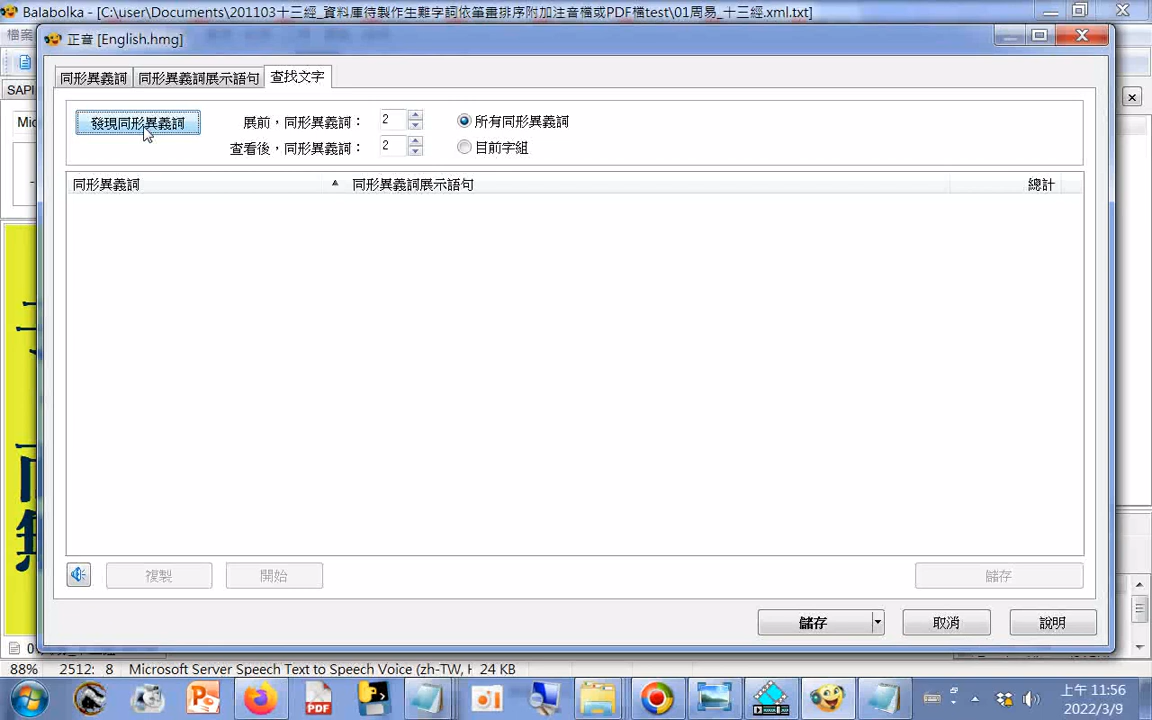 Balabolka - [C:\user\Documents\201103十三經_資料庫待製作生難字詞依筆畫排序附加注音檔或PDF檔test\01周易_十三經.xml.txt]
正音 [English.hmg]
檔案
SAPI
Mic
同形異義詞
同形異義詞展示語句
查找文字
發現同形異義詞
展前，同形異義詞： 2
所有同形異義詞
查看後，同形異義詞： 2
目前字組
同形異義詞
同形異義詞展示語句
總計
複製
開始
儲存
儲存
取消
說明
88%
2512: 8
Microsoft Server Speech Text to Speech Voice (zh-TW, H
24 KB
PDF
上午 11:56
2022/3/9